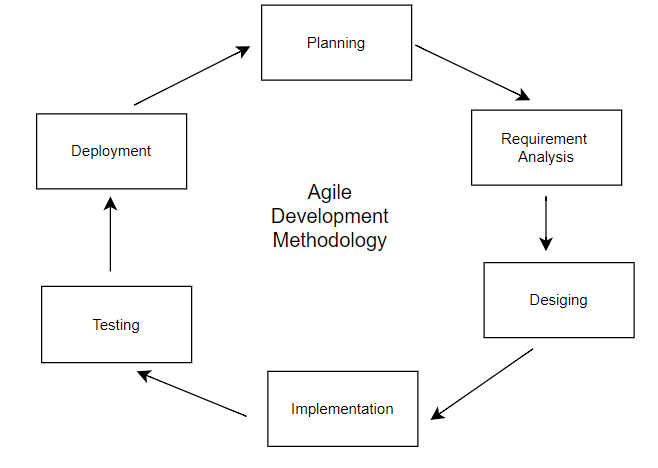 Planning
Requirement
Analysis
Desiging
Implementation
Testing
Deployment
Agile
Development
Methodology